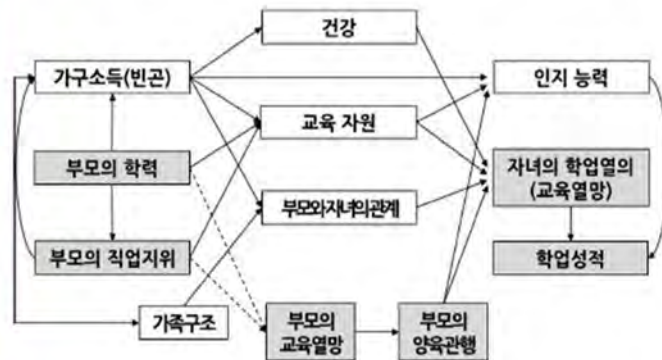 건강
가구소득(빈곤)
인지 능력
교육 자원
부모의 학력
자녀의 학업열의
(교육열망)
부모와자녀의관계
부모의 직업지위
학업성적
가족구조
부모의
교육열망
부모의
양육관행